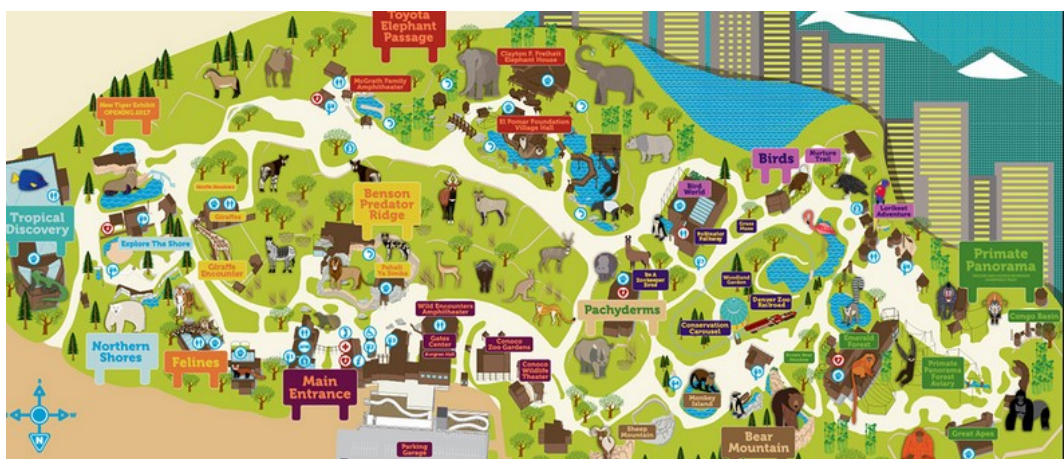 Toyota
Elephant
Passage
Clayton F. Freiheit
Elephant House
McGrath Family
Amphitheater
New Tiger Exhibit
OPENING 2017
El Pomar Foundation
Village Hall
Birds
Nurture
Trail
Bird
World
Lorikeet
Adventure
Tropical
Discovery
Giraffe Meadows
Giraffes
Benson
Predator
Ridge
Explore The Shore
Giraffe
Encounter
Pahali
Ya Simba
Be A
Zookeeper
Pachyderms
Woodland
Garden
Denver Zoo
Railroad
Conservation
Carousel
Primate
Panorama
Congo Basin
Northern
Shores
Felines
Main
Entrance
Wild Encounters
Amphitheater
Gates
Center
Conoco
Zoo Gardens
Conoco
Wildlife
Theater
Emerald
Forest
Primate
Panorama
Forest
Aviary
Monkey
Island
Sheep
Mountain
Bear
Mountain
Great Apes
Parking
Garage
W
N